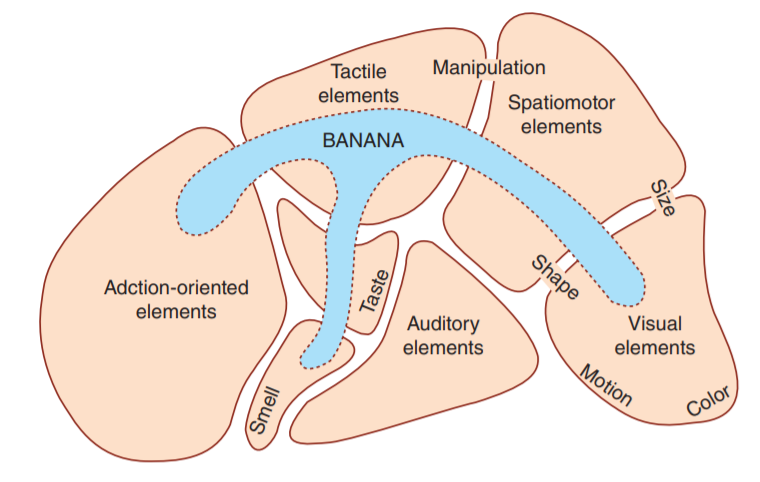 Tactile
elements
Manipulation
Spatiomotor
elements
BANANA
Size
Adction-oriented
elements
Taste
Shape
Auditory
elements
Visual
elements
Smell
Motion
Color